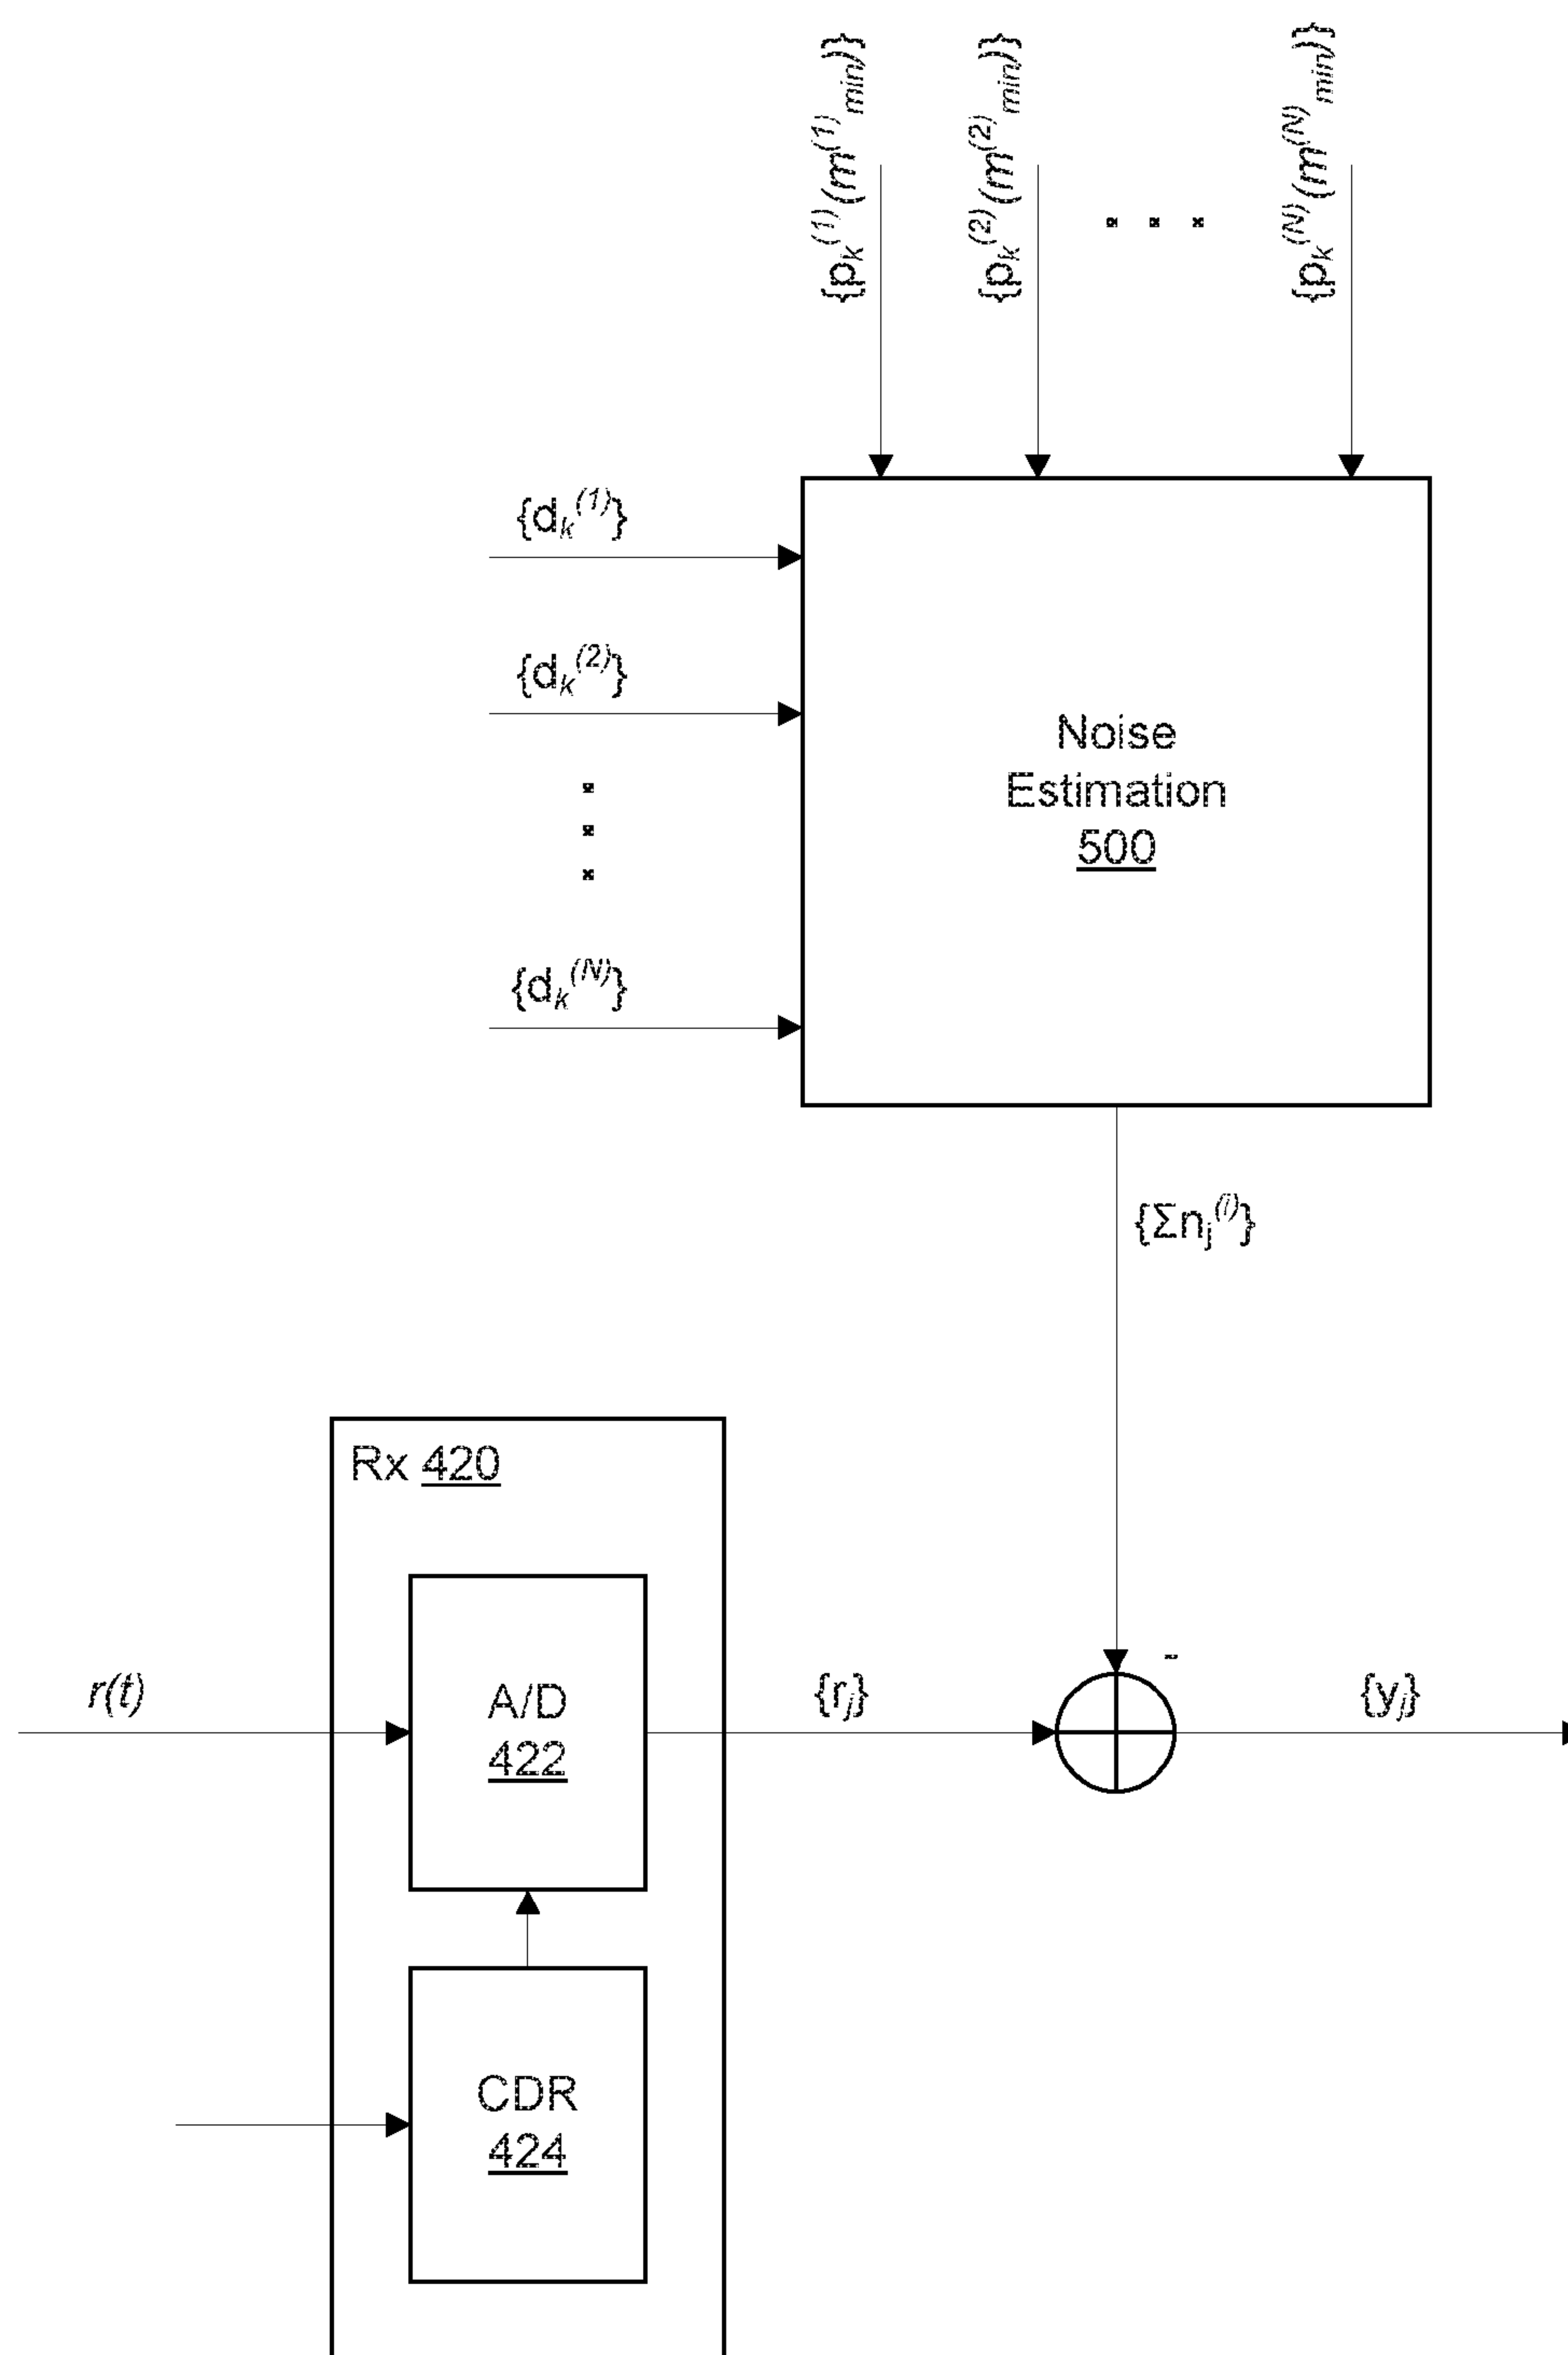 {p_k^(1)(m^(1)_min)}
{p_k^(2)(m^(2)_min)}
. . .
{p_k^(N)(m^(N)_min)}
{d_k^(1)}
{d_k^(2)}
.
.
.
{d_k^(N)}
Noise
Estimation
500
{Σn_j^(i)}
Rx 420
r(t)
A/D
422
{r_j}
-
{y_j}
CDR
424